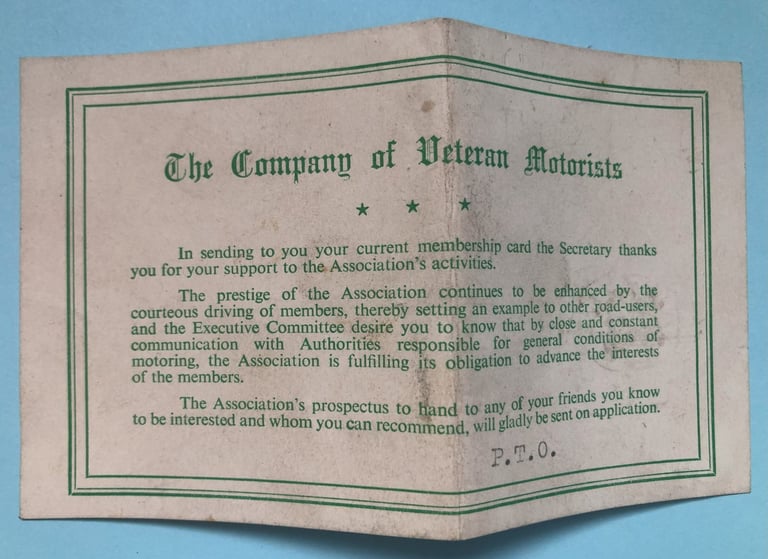 The Company of Veteran Motorists
★ ★ ★
In sending to you your current membership card the Secretary thanks
you for your support to the Association's activities.
The prestige of the Association continues to be enhanced by the
courteous driving of members, thereby setting an example to other road-users,
and the Executive Committee desire you to know that by close and constant
communication with Authorities responsible for general conditions of
motoring, the Association is fulfilling its obligation to advance the interests
of the members.
The Association's prospectus to hand to any of your friends you know
to be interested and whom you can recommend, will gladly be sent on application.
P.T.O.